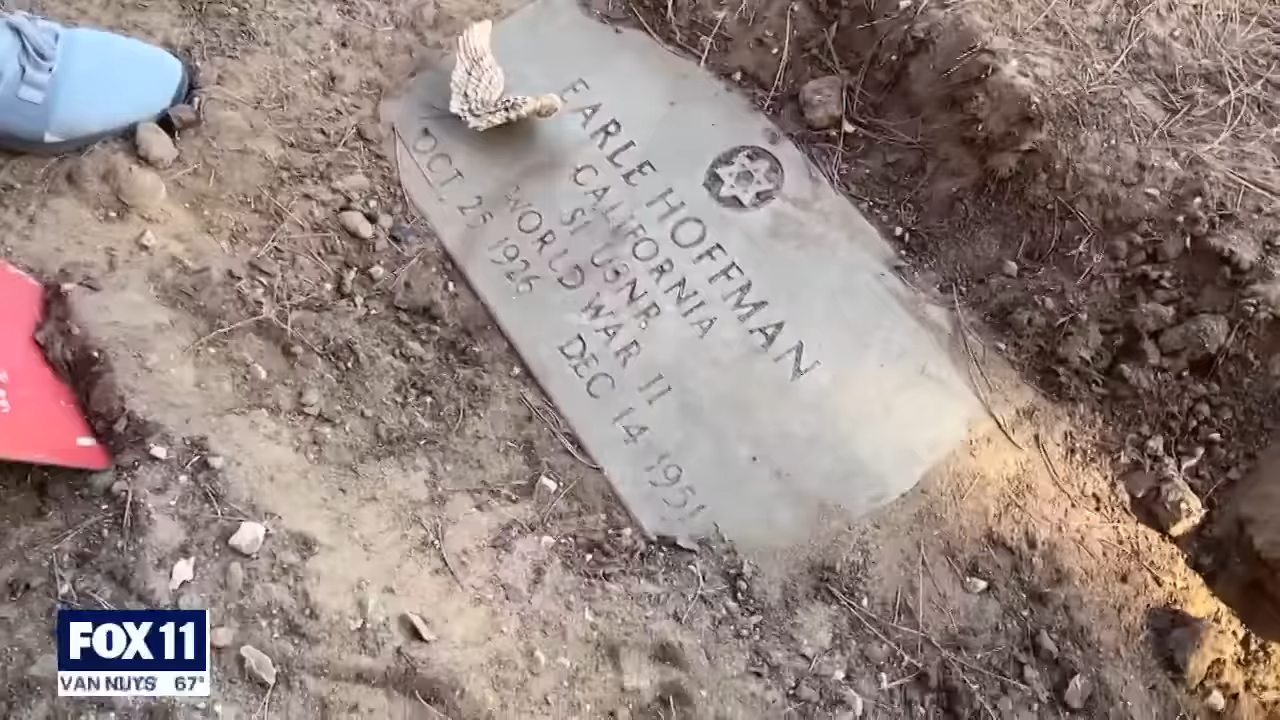 EARLE HOFFMAN
CALIFORNIA
S1 USNR
WORLD WAR II
OCT. 25 1926 DEC 14 1951
FOX 11
VAN NUYS 67°